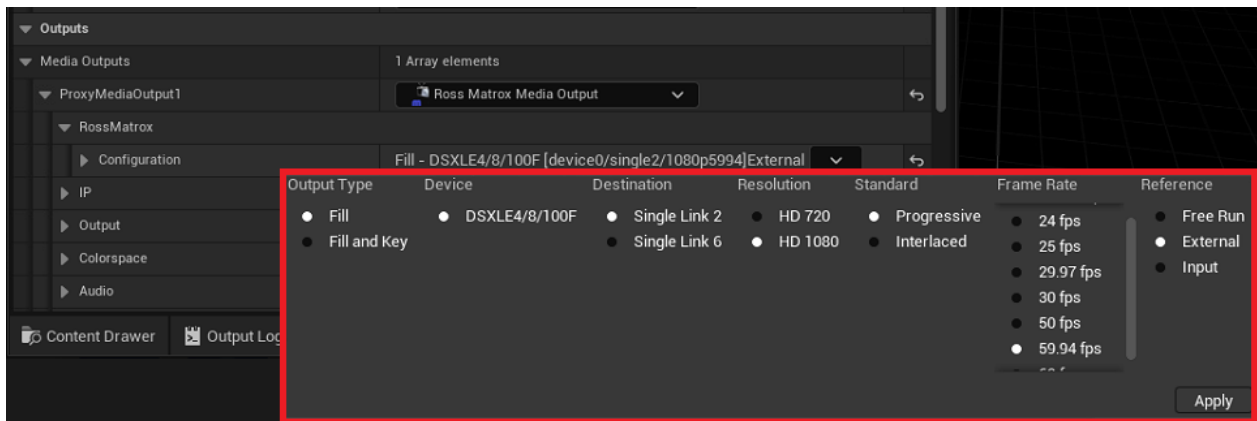 Outputs
Media Outputs 1 Array elements
ProxyMediaOutput1 Ross Matrox Media Output
RossMatrox
Configuration Fill - DSXLE4/8/100F [device0/single2/1080p5994]External
IP
Output
Colorspace
Audio
Content Drawer Output Log
Output Type Device Destination Resolution Standard Frame Rate Reference
Fill DSXLE4/8/100F Single Link 2 HD 720 Progressive 24 fps Free Run
Fill and Key Single Link 6 HD 1080 Interlaced 25 fps External
29.97 fps Input
30 fps
50 fps
59.94 fps
Apply